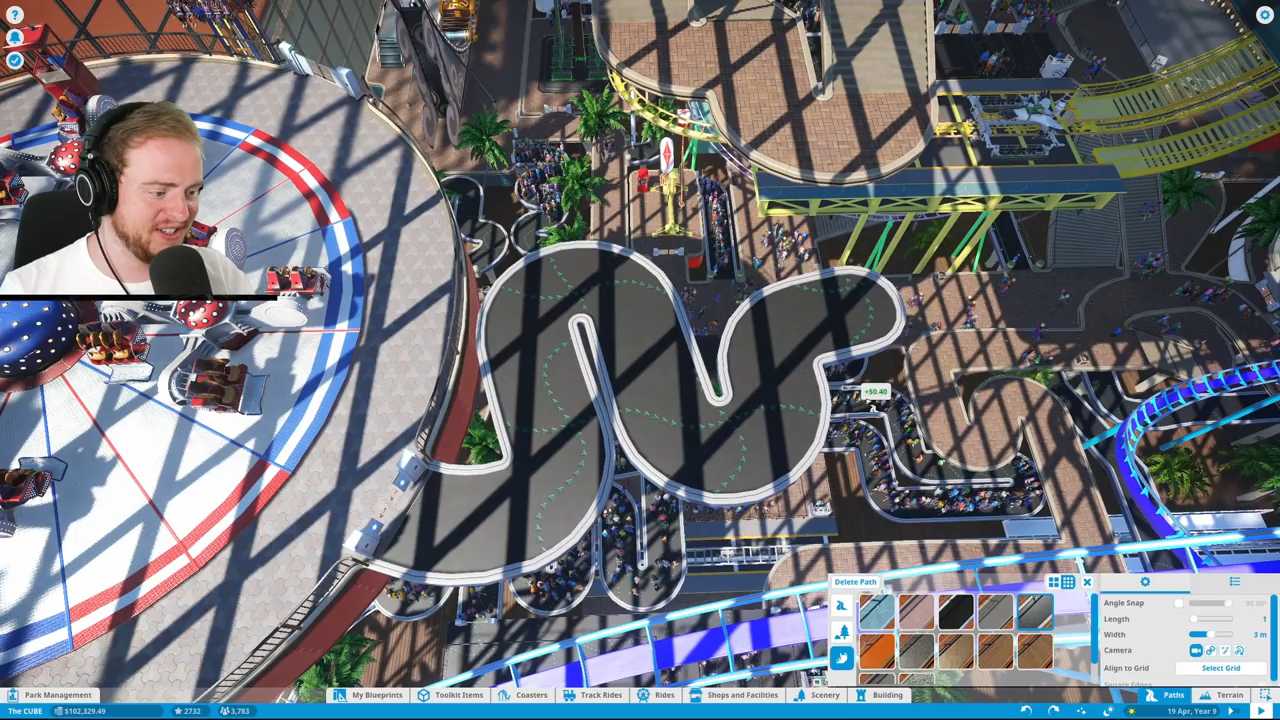 ?
+$0.40
Delete Path
Angle Snap
90.00°
Length
1
Width
3 m
Camera
Align to Grid
Select Grid
Park Management
My Blueprints
Toolkit Items
Coasters
Track Rides
Rides
Shops and Facilities
Scenery
Building
Paths
Terrain
The CUBE
$102,329.49
2732
3,783
19 Apr, Year 9